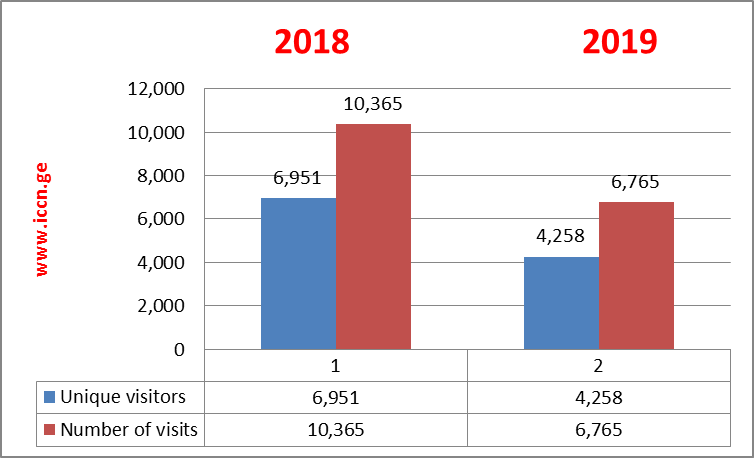 2018 2019
12,000
10,000
8,000
6,000
4,000
2,000
0
www.iccn.ge
6,951 10,365 4,258 6,765
1 2
Unique visitors 6,951 4,258
Number of visits 10,365 6,765